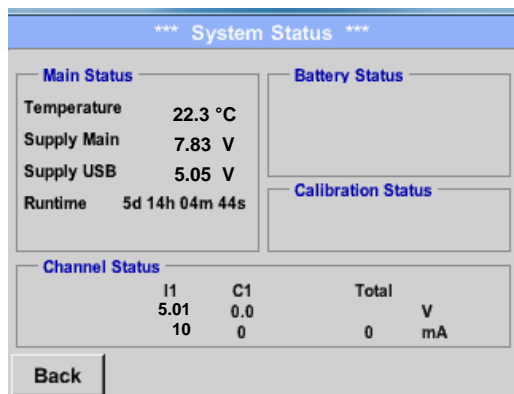 *** System Status ***
Main Status
Temperature 22.3 °C
Supply Main 7.83 V
Supply USB 5.05 V
Runtime 5d 14h 04m 44s
Battery Status
Calibration Status
Channel Status
I1 C1 Total
5.01 0.0 V
10 0 0 mA
Back